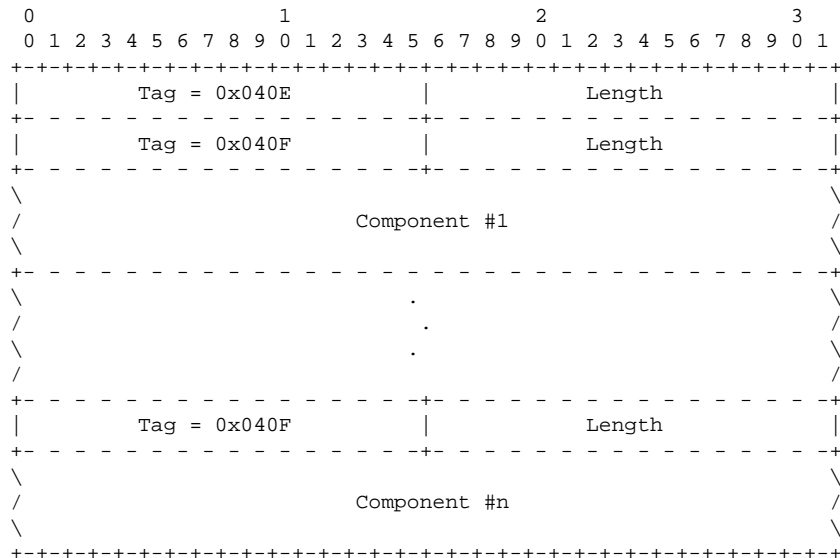 0                   1                   2                   3
0 1 2 3 4 5 6 7 8 9 0 1 2 3 4 5 6 7 8 9 0 1 2 3 4 5 6 7 8 9 0 1
+-+-+-+-+-+-+-+-+-+-+-+-+-+-+-+-+-+-+-+-+-+-+-+-+-+-+-+-+-+-+-+-+
|         Tag = 0x040E          |            Length             |
+- - - - - - - - - - - - - - - -+- - - - - - - - - - - - - - - -+
|         Tag = 0x040F          |            Length             |
+- - - - - - - - - - - - - - - -+- - - - - - - - - - - - - - - -+
\                                                               \
/                          Component #1                         /
\                                                               \
+- - - - - - - - - - - - - - - - - - - - - - - - - - - - - - - -+
\                              .                                \
/                               .                               /
\                              .                                \
/                                                               /
+- - - - - - - - - - - - - - - -+- - - - - - - - - - - - - - - -+
|         Tag = 0x040F          |            Length             |
+- - - - - - - - - - - - - - - -+- - - - - - - - - - - - - - - -+
\                                                               \
/                          Component #n                         /
\                                                               \
+-+-+-+-+-+-+-+-+-+-+-+-+-+-+-+-+-+-+-+-+-+-+-+-+-+-+-+-+-+-+-+-+